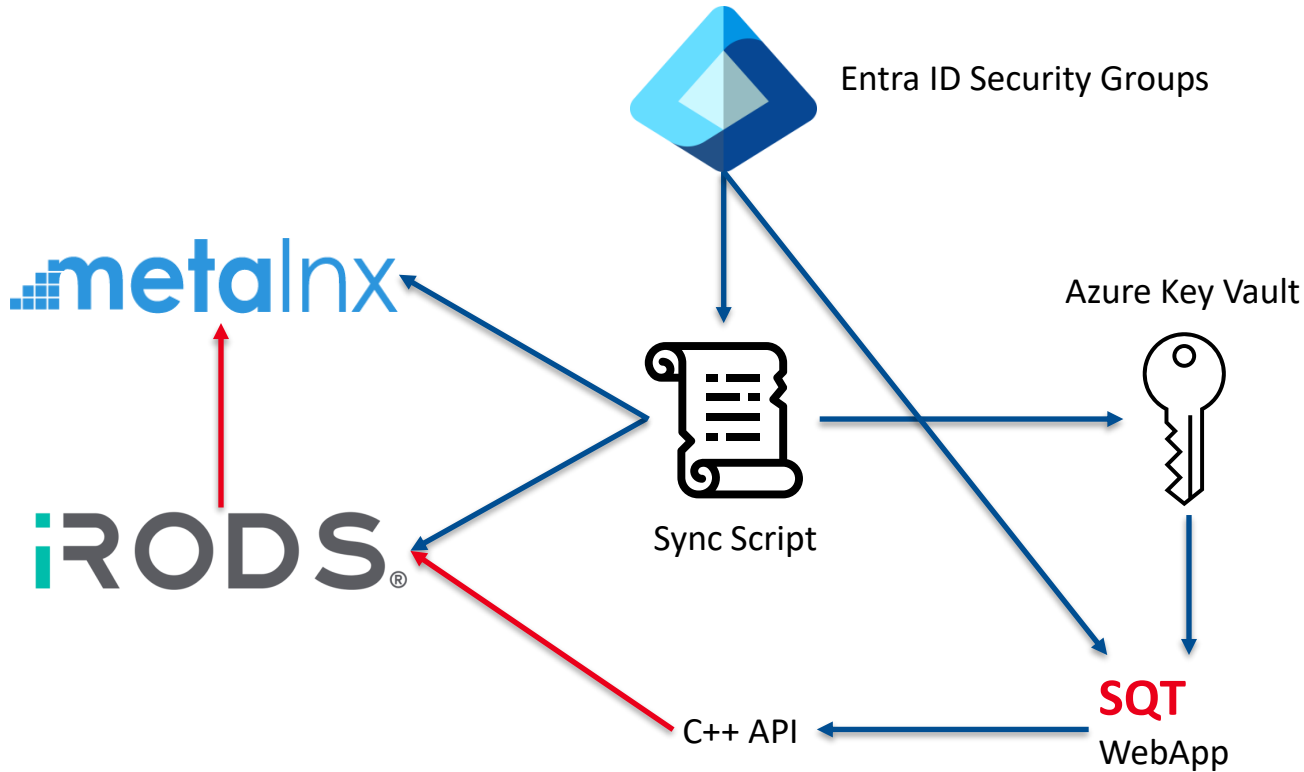 Entra ID Security Groups
metalnx
Azure Key Vault
iRODS®
Sync Script
SQT
C++ API
WebApp